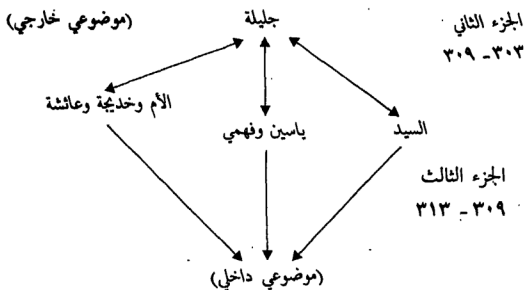 الجزء الثاني
٣٠٣ - ٣٠٩
جليلة
(موضوعي خارجي)
السيد
ياسين وفهمي
الأم وخديجة وعائشة
الجزء الثالث
٣٠٩ - ٣١٣
(موضوعي داخلي)